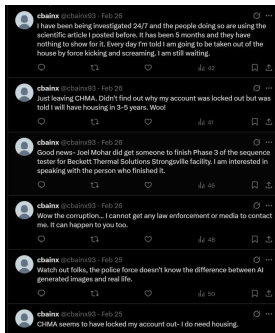 cbainx @cbainx93 · Feb 26
I have been being investigated 24/7 and the people doing so are using the
scientific article I posted before. It has been 5 months and they have
nothing to show for it. Every day I'm told I am going to be taken out of the
house by force kicking and screaming. I am still waiting.
43
cbainx @cbainx93 · Feb 26
Just leaving CHMA. Didn't find out why my account was locked out but was
told I will have housing in 3-5 years. Woo!
41
cbainx @cbainx93 · Feb 26
Good news- Joel Mohar did get someone to finish Phase 3 of the sequence
tester for Beckett Thermal Solutions Strongsville facility. I am interested in
speaking with the person who finished it.
46
cbainx @cbainx93 · Feb 26
Wow the corruption... I cannot get any law enforcement or media to contact
me. It can happen to you too.
48
cbainx @cbainx93 · Feb 25
Watch out folks, the police force doesn't know the difference between AI
generated images and real life.
50
cbainx @cbainx93 · Feb 25
CHMA seems to have locked my account out- I do need housing.